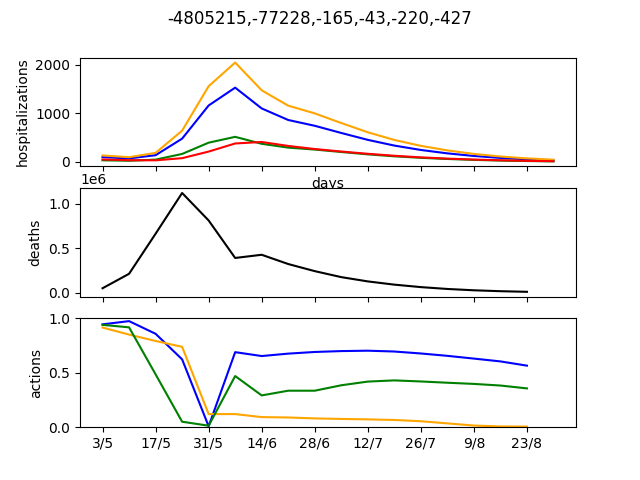 -4805215,-77228,-165,-43,-220,-427
2000
1000
0
hospitalizations
days
1e6
1.0
0.5
0.0
deaths
1.0
0.5
0.0
actions
3/5 17/5 31/5 14/6 28/6 12/7 26/7 9/8 23/8